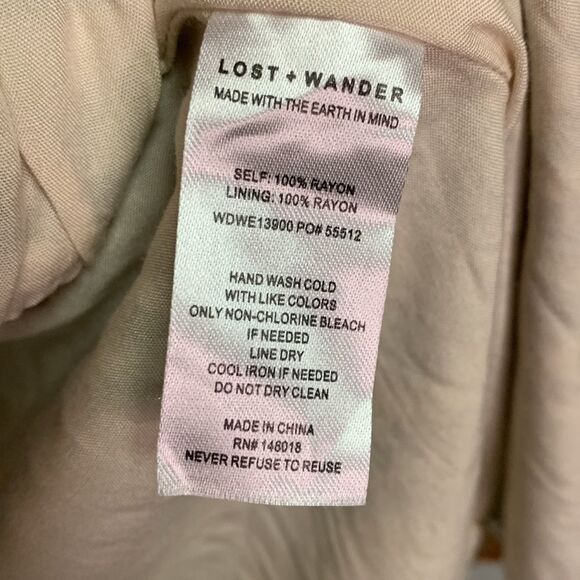 LOST + WANDER
MADE WITH THE EARTH IN MIND
SELF: 100% RAYON
LINING: 100% RAYON
WDWE13900 PO# 55512
HAND WASH COLD
WITH LIKE COLORS
ONLY NON-CHLORINE BLEACH
IF NEEDED
LINE DRY
COOL IRON IF NEEDED
DO NOT DRY CLEAN
MADE IN CHINA
RN# 146018
NEVER REFUSE TO REUSE